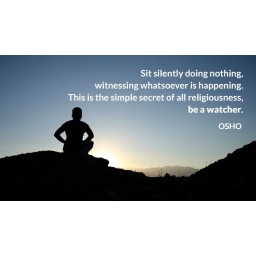 Sit silently doing nothing,
witnessing whatsoever is happening.
This is the simple secret of all religiousness,
be a watcher.
OSHO